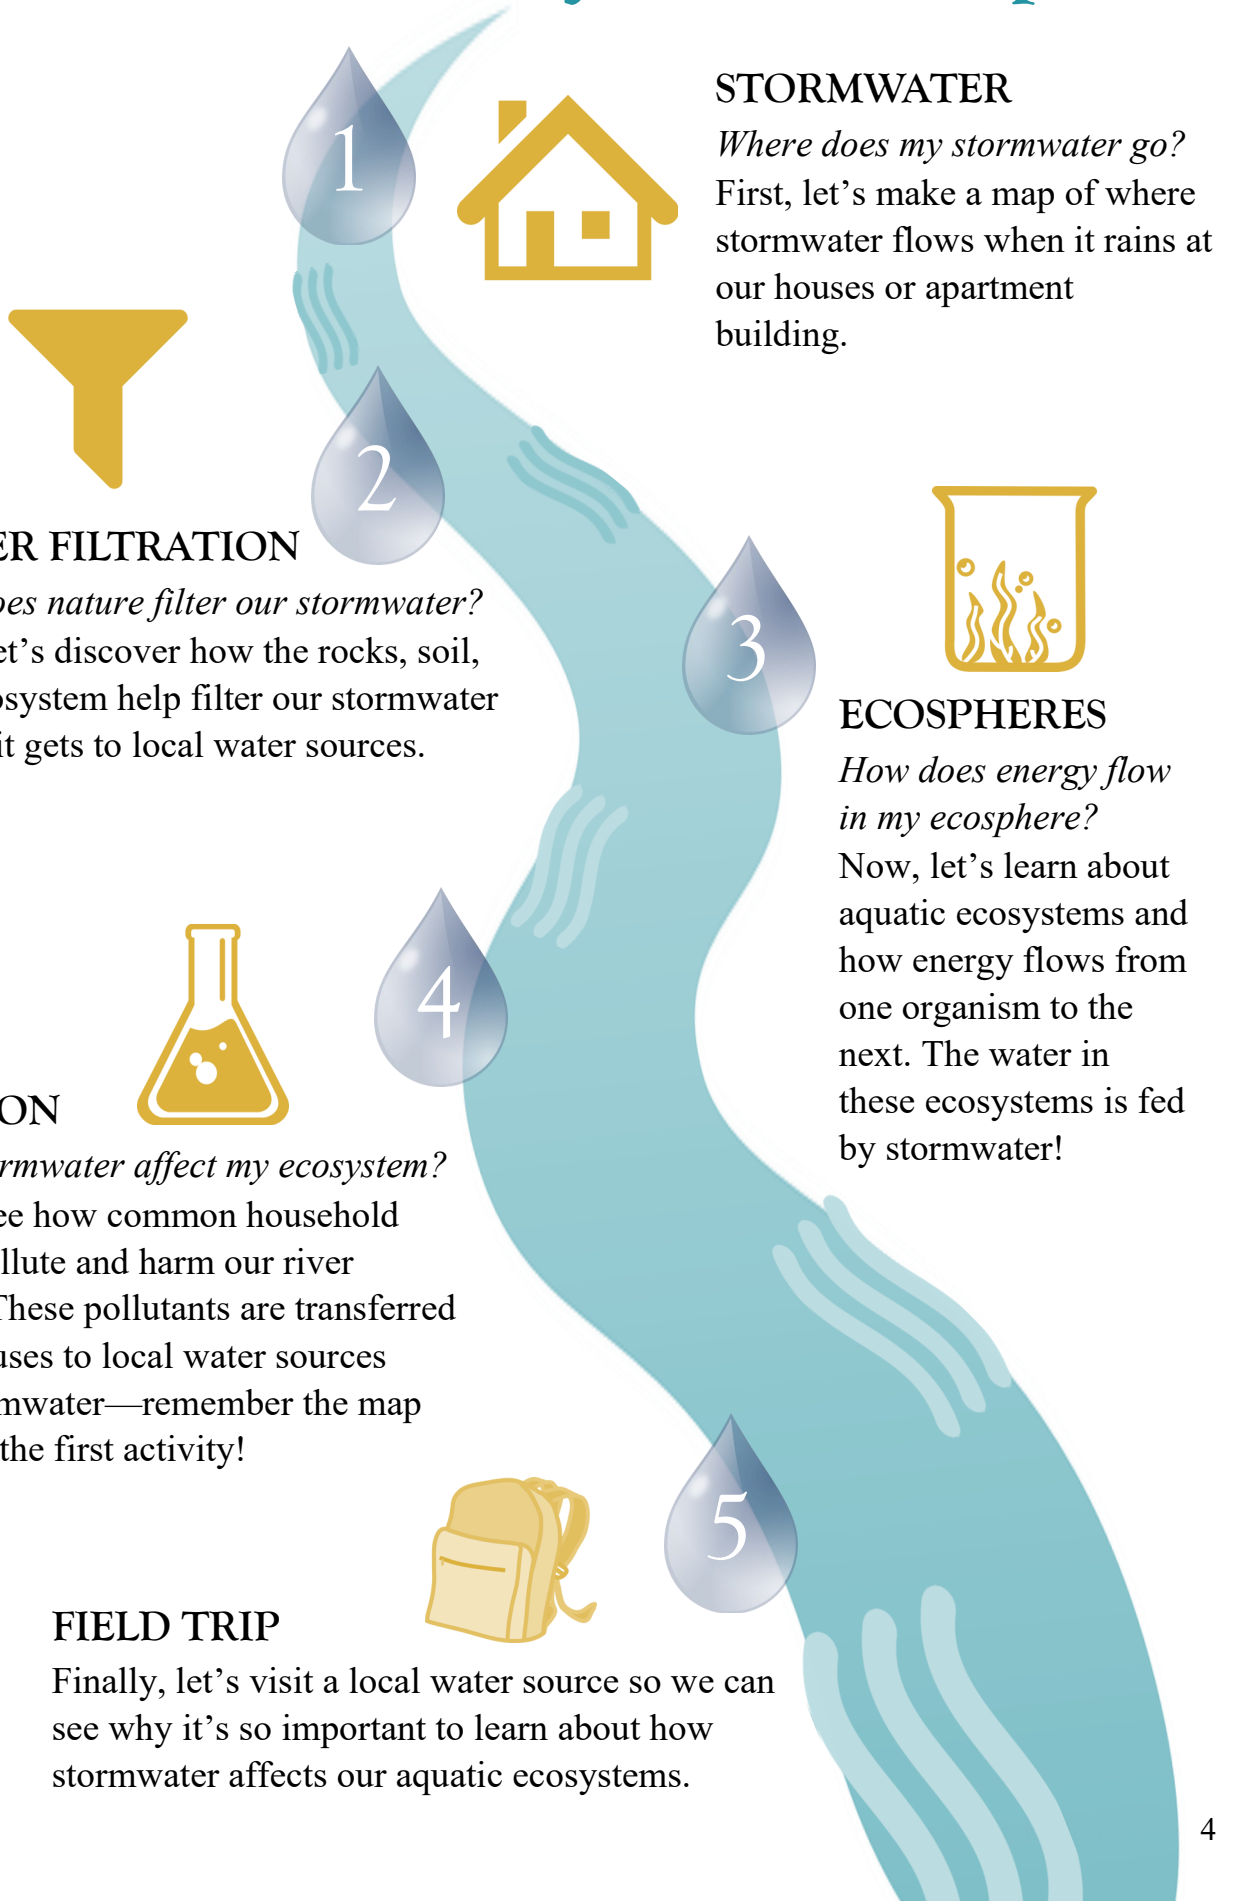 1
STORMWATER
Where does my stormwater go?
First, let’s make a map of where
stormwater flows when it rains at
our houses or apartment
building.
2
ER FILTRATION
oes nature filter our stormwater?
et’s discover how the rocks, soil,
osystem help filter our stormwater
it gets to local water sources.
3
ECOSPHERES
How does energy flow
in my ecosphere?
Now, let’s learn about
aquatic ecosystems and
how energy flows from
one organism to the
next. The water in
these ecosystems is fed
by stormwater!
4
ON
rmwater affect my ecosystem?
ee how common household
llute and harm our river
These pollutants are transferred
uses to local water sources
mwater—remember the map
the first activity!
5
FIELD TRIP
Finally, let’s visit a local water source so we can
see why it’s so important to learn about how
stormwater affects our aquatic ecosystems.
4